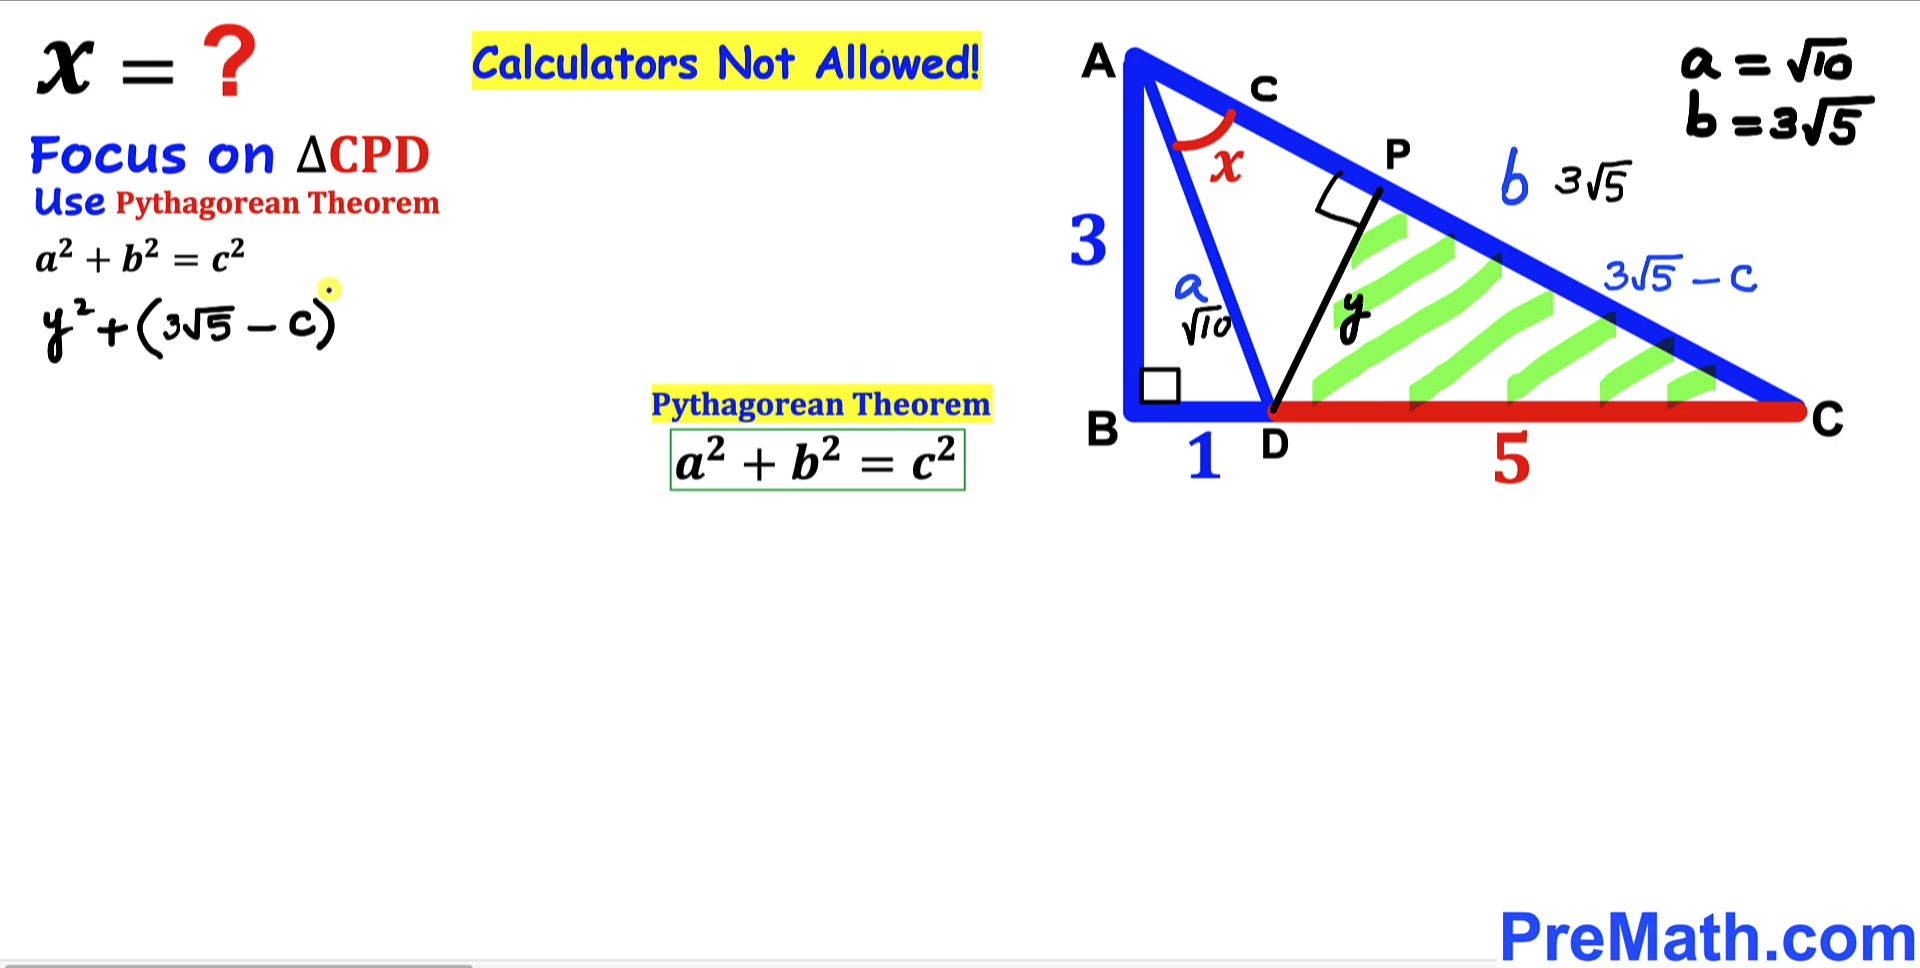 x = ?
Calculators Not Allowed!
Focus on ΔCPD
Use Pythagorean Theorem
a² + b² = c²
y² + (3√5 − c)
Pythagorean Theorem
a² + b² = c²
A
c
x
P
b 3√5
a = √10
b = 3√5
3
a
√10
y
3√5 − c
B
1
D
5
C
PreMath.com